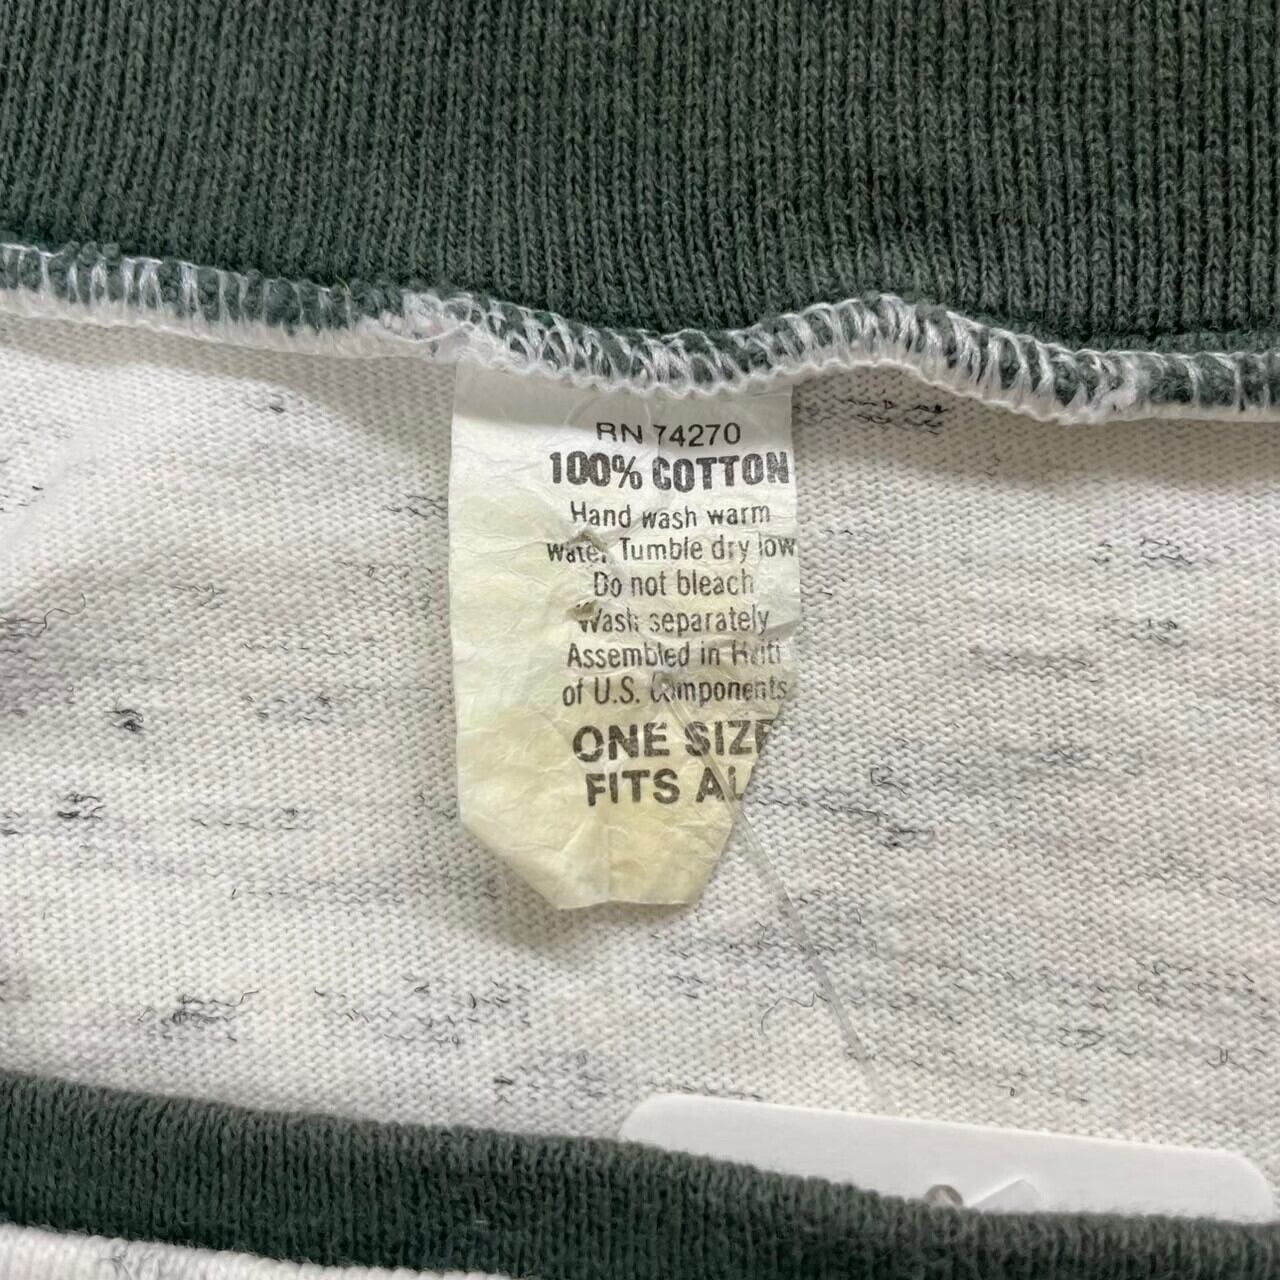 RN 74270
100% COTTON
Hand wash warm
water Tumble dry low
Do not bleach
Wash separately
Assembled in Haiti
of U.S. Components
ONE SIZE
FITS ALL